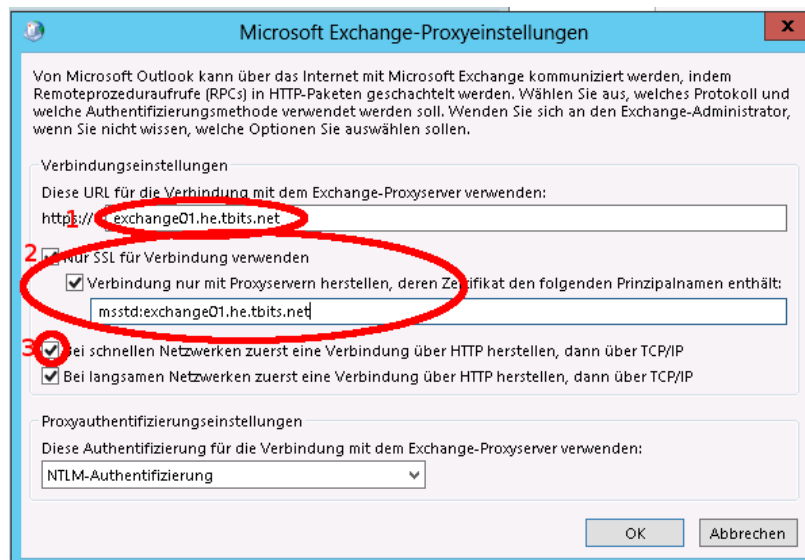 Microsoft Exchange-Proxyeinstellungen
x
Von Microsoft Outlook kann über das Internet mit Microsoft Exchange kommuniziert werden, indem
Remoteprozeduraufrufe (RPCs) in HTTP-Paketen geschachtelt werden. Wählen Sie aus, welches Protokoll und
welche Authentifizierungsmethode verwendet werden soll. Wenden Sie sich an den Exchange-Administrator,
wenn Sie nicht wissen, welche Optionen Sie auswählen sollen.
Verbindungseinstellungen
Diese URL für die Verbindung mit dem Exchange-Proxyserver verwenden:
https:// 1 exchange01.he.tbits.net
2 Nur SSL für Verbindung verwenden
Verbindung nur mit Proxyservern herstellen, deren Zertifikat den folgenden Prinzipalnamen enthält:
msstd:exchange01.he.tbits.net
3 Bei schnellen Netzwerken zuerst eine Verbindung über HTTP herstellen, dann über TCP/IP
Bei langsamen Netzwerken zuerst eine Verbindung über HTTP herstellen, dann über TCP/IP
Proxyauthentifizierungseinstellungen
Diese Authentifizierung für die Verbindung mit dem Exchange-Proxyserver verwenden:
NTLM-Authentifizierung
OK
Abbrechen